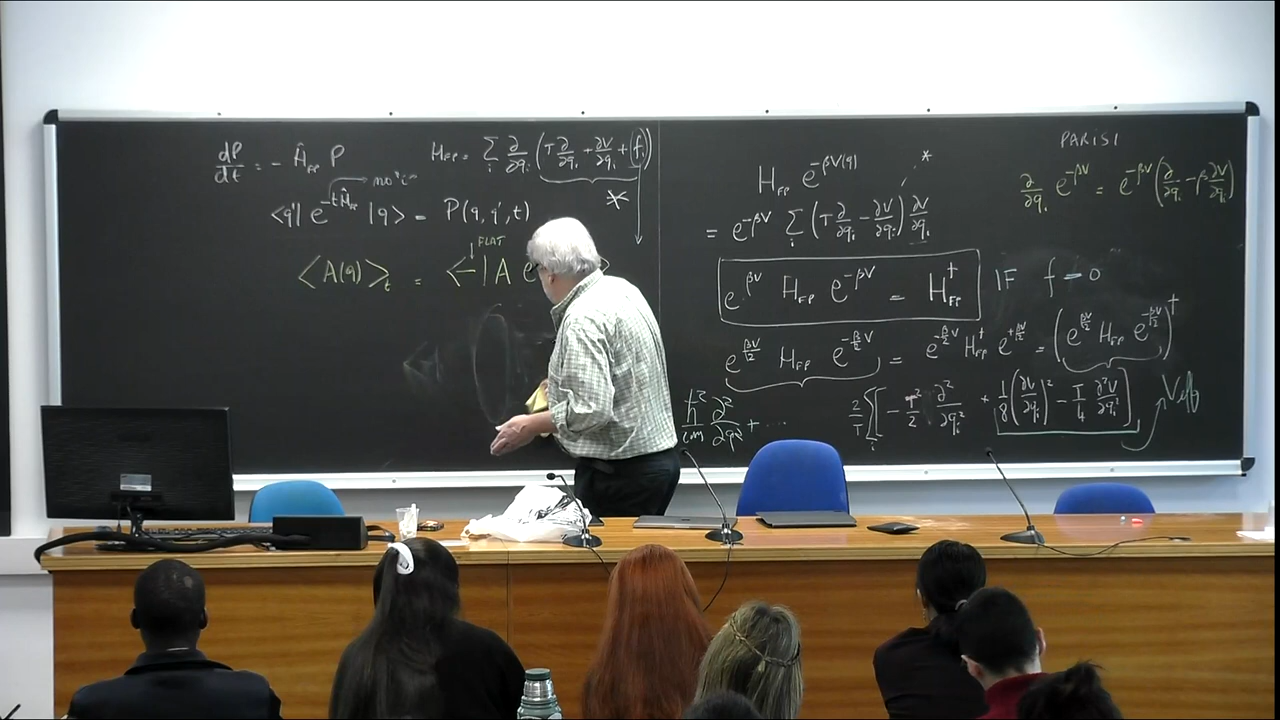 dP/dt = - Ĥ_FP P
H_FP = Σ_i ∂/∂q_i (T ∂/∂q_i + ∂V/∂q_i + f_i)
→ no "i"
*
<q'| e^{-tĤ_FP} |q> = P(q, q', t)
FLAT
<A(q)>_t = <-| A e
H_FP e^{-βV(q)}
*
= e^{-βV} Σ_i (T ∂/∂q_i - ∂V/∂q_i) ∂V/∂q_i
e^{βV} H_FP e^{-βV} = H_FP^† IF f = 0
e^{βV/2} H_FP e^{-β/2 V} = e^{-β/2 V} H_FP^† e^{+βV/2} = (e^{βV/2} H_FP e^{-βV/2})^†
ħ²/2m ∂²/∂q² + ...
2/T Σ_i [ - T²/2 ∂²/∂q_i² + 1/8 (∂V/∂q_i)² - T/4 ∂²V/∂q_i² ] V_eff
PARISI
∂/∂q_i e^{-βV} = e^{-βV} (∂/∂q_i - β ∂V/∂q_i)